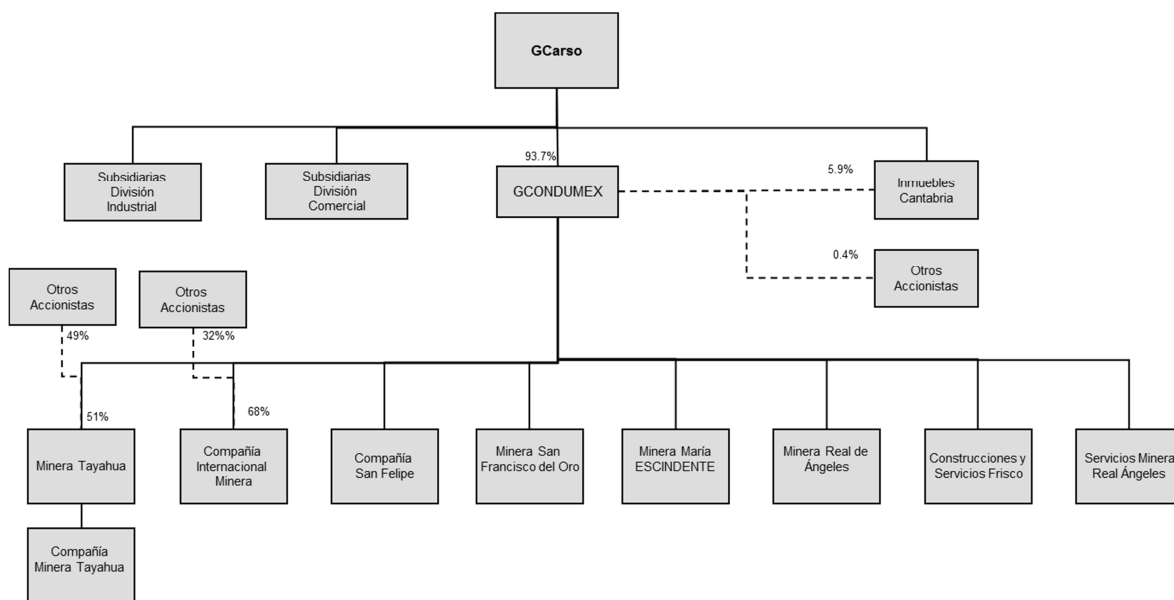 GCarso
93.7%
5.9%
Subsidiarias
División
Industrial
Subsidiarias
División
Comercial
GCONDUMEX
Inmuebles
Cantabria
0.4%
Otros
Accionistas
Otros
Accionistas
Otros
Accionistas
49%
32%%
51%
68%
Minera Tayahua
Compañía
Internacional
Minera
Compañía
San Felipe
Minera San
Francisco del Oro
Minera María
ESCINDENTE
Minera Real de
Ángeles
Construcciones y
Servicios Frisco
Servicios Minera
Real Ángeles
Compañía
Minera Tayahua